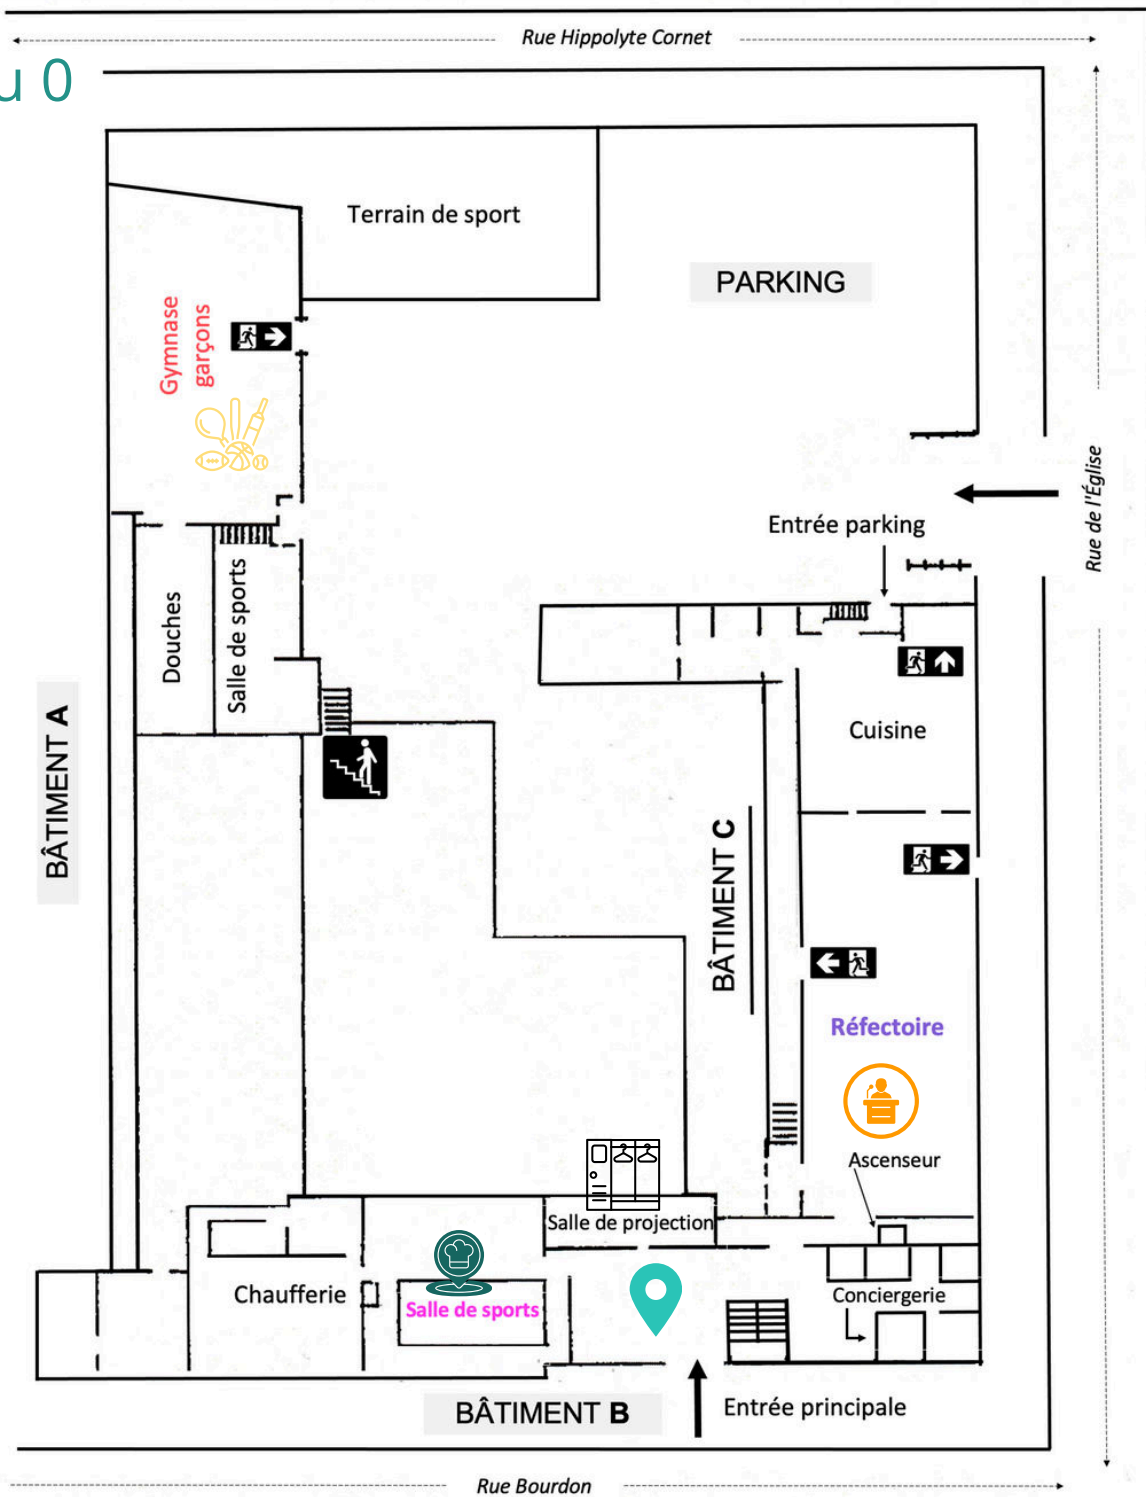 Rue Hippolyte Cornet
u 0
Terrain de sport
PARKING
Gymnase
garçons
Rue de l'Église
Entrée parking
Douches
Salle de sports
Cuisine
BÂTIMENT A
BÂTIMENT C
Réfectoire
Ascenseur
Salle de projection
Chaufferie
Salle de sports
Conciergerie
BÂTIMENT B
Entrée principale
Rue Bourdon